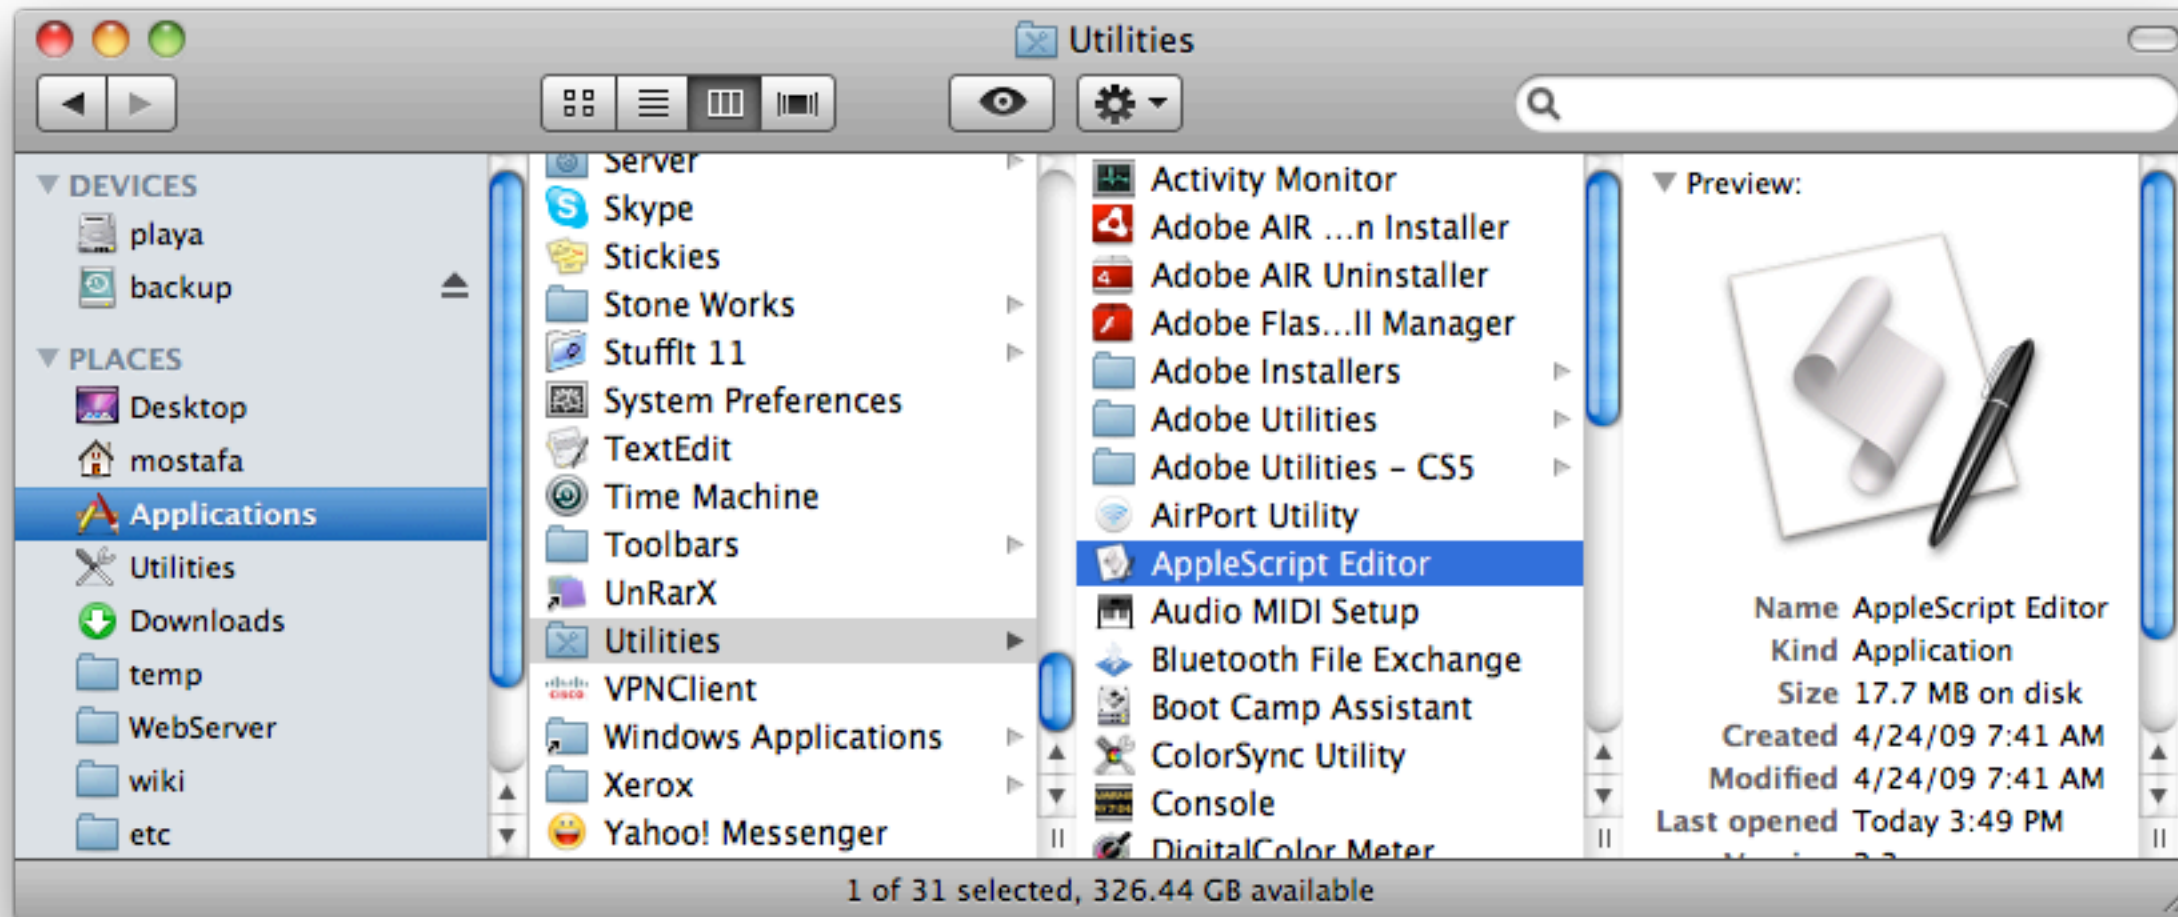 Utilities
DEVICES
playa
backup
PLACES
Desktop
mostafa
Applications
Utilities
Downloads
temp
WebServer
wiki
etc
Server
Skype
Stickies
Stone Works
StuffIt 11
System Preferences
TextEdit
Time Machine
Toolbars
UnRarX
Utilities
VPNClient
Windows Applications
Xerox
Yahoo! Messenger
Activity Monitor
Adobe AIR ...n Installer
Adobe AIR Uninstaller
Adobe Flas...ll Manager
Adobe Installers
Adobe Utilities
Adobe Utilities – CS5
AirPort Utility
AppleScript Editor
Audio MIDI Setup
Bluetooth File Exchange
Boot Camp Assistant
ColorSync Utility
Console
DigitalColor Meter
Preview:
Name AppleScript Editor
Kind Application
Size 17.7 MB on disk
Created 4/24/09 7:41 AM
Modified 4/24/09 7:41 AM
Last opened Today 3:49 PM
1 of 31 selected, 326.44 GB available